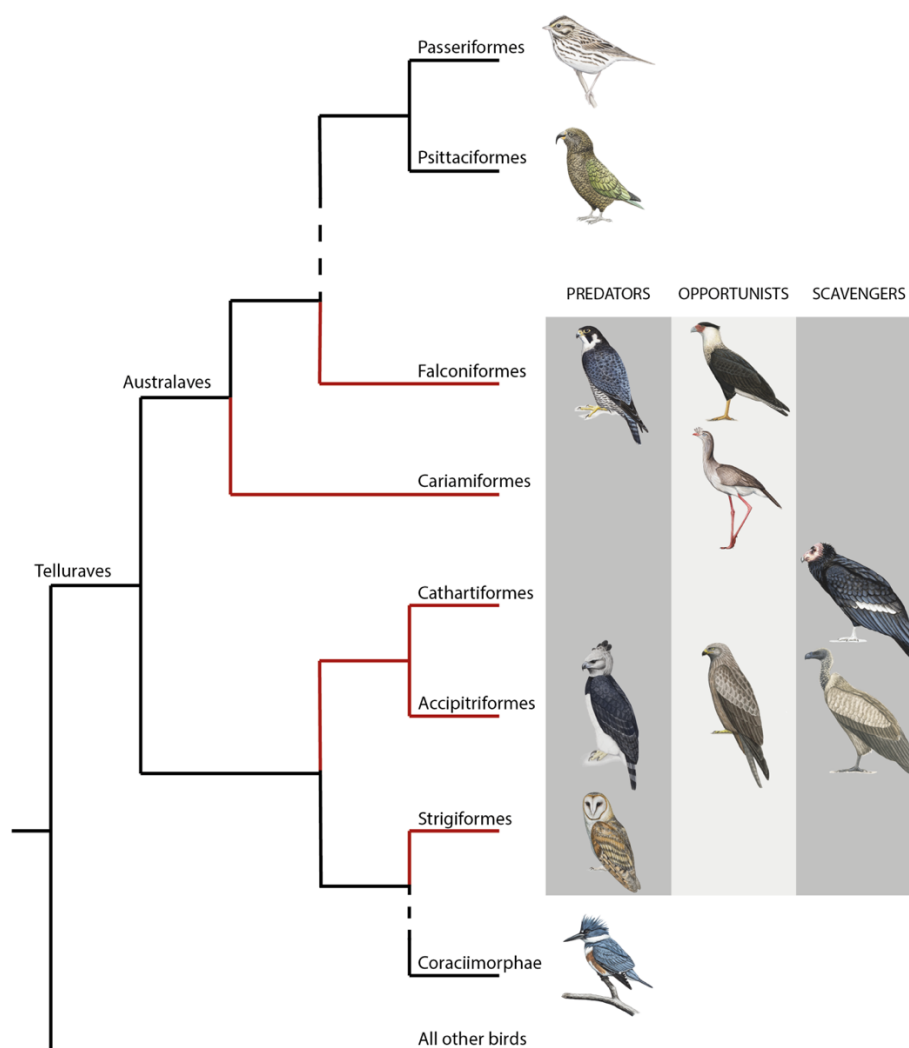 Passeriformes
Psittaciformes
PREDATORS OPPORTUNISTS SCAVENGERS
Australaves
Falconiformes
Cariamiformes
Telluraves
Cathartiformes
Accipitriformes
Strigiformes
Coraciimorphae
All other birds